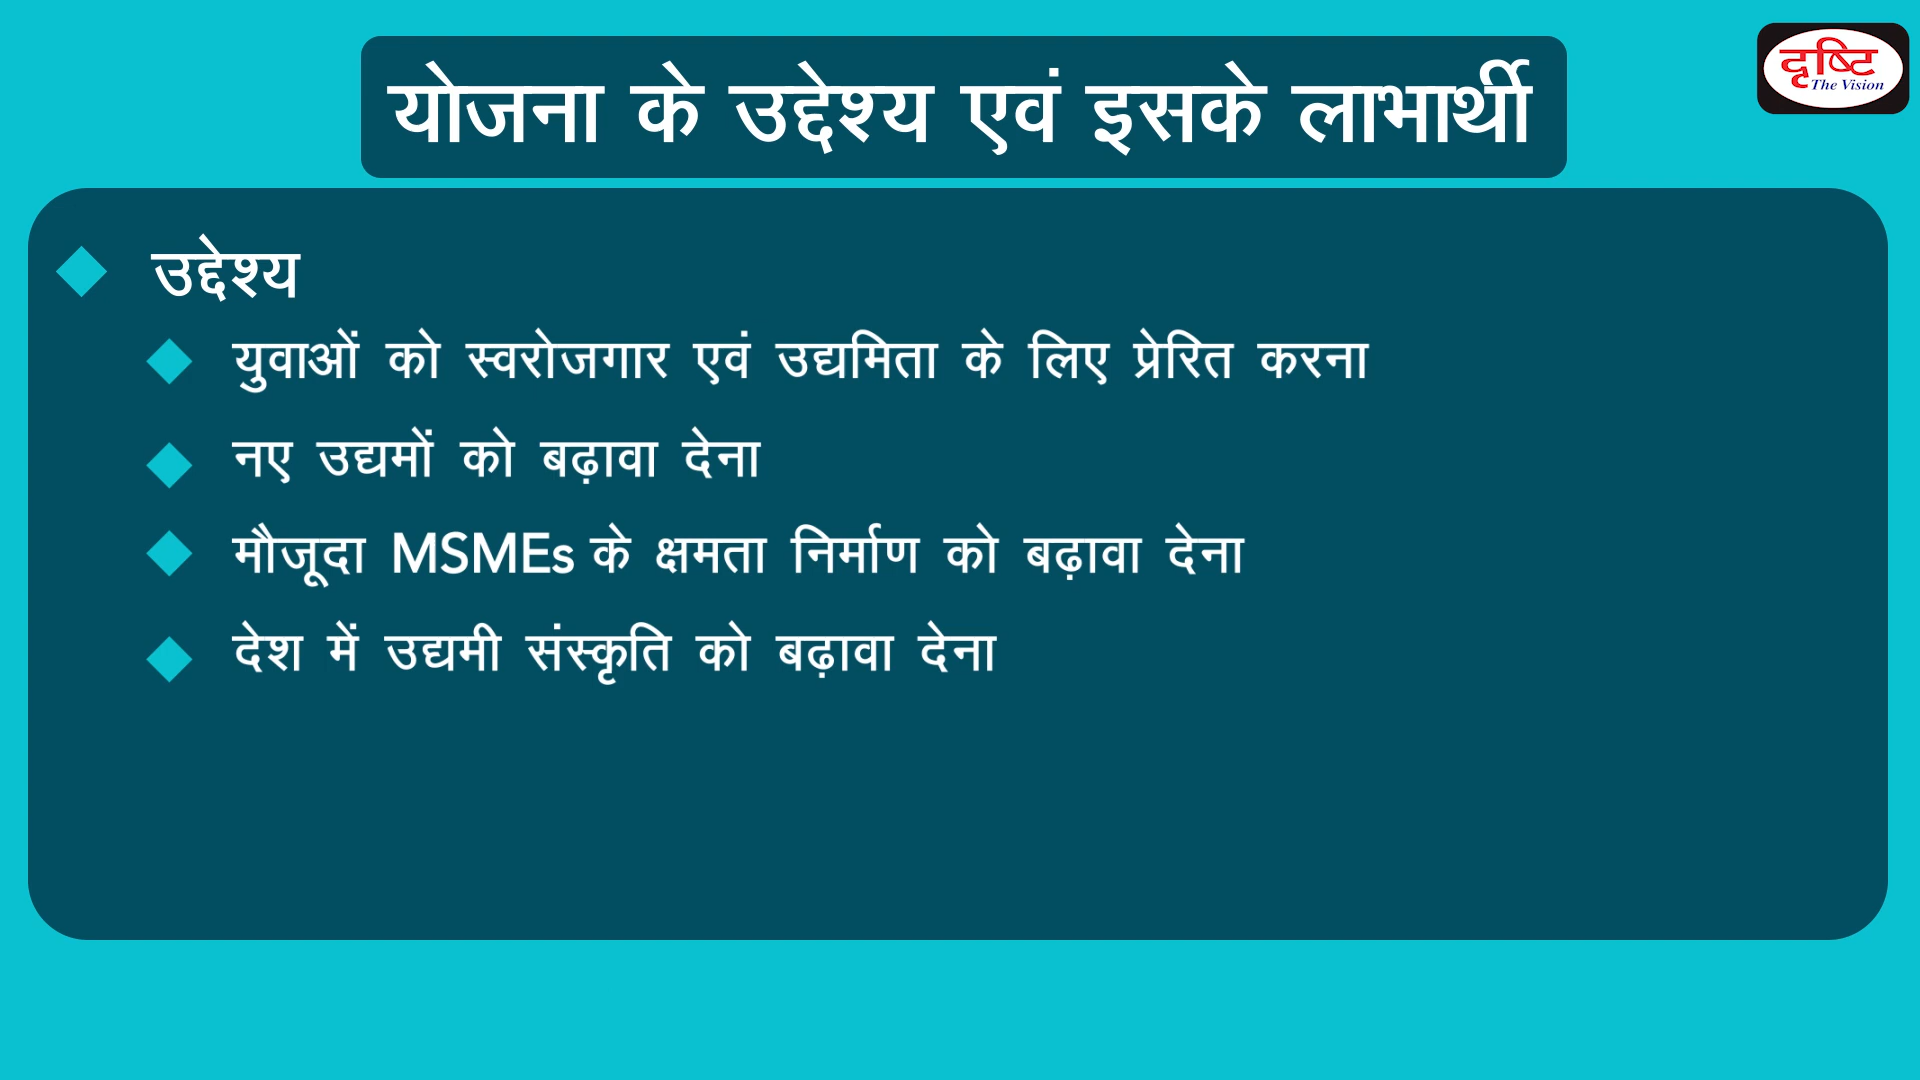 योजना के उद्देश्य एवं इसके लाभार्थी
दृष्टि
The Vision
उद्देश्य
युवाओं को स्वरोजगार एवं उद्यमिता के लिए प्रेरित करना
नए उद्यमों को बढ़ावा देना
मौजूदा MSMEs के क्षमता निर्माण को बढ़ावा देना
देश में उद्यमी संस्कृति को बढ़ावा देना